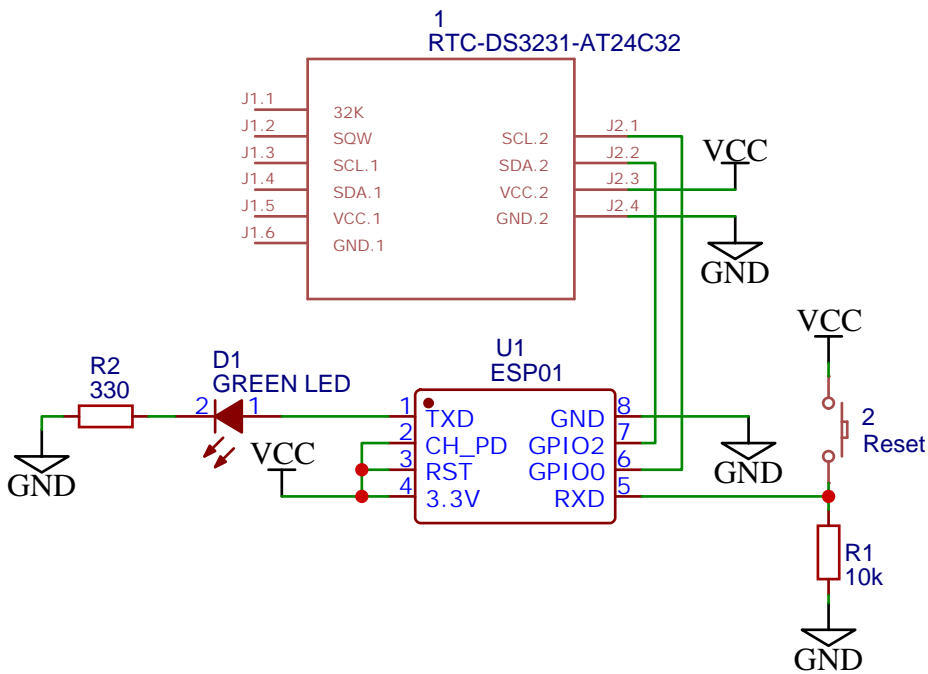 1
RTC-DS3231-AT24C32
J1.1
32K
J1.2
SQW
J1.3
SCL.1
J1.4
SDA.1
J1.5
VCC.1
J1.6
GND.1
SCL.2
J2.1
SDA.2
J2.2
VCC.2
J2.3
GND.2
J2.4
VCC
GND
VCC
2
Reset
R1
10k
GND
R2
330
GND
D1
GREEN LED
2
1
VCC
U1
ESP01
1
TXD
2
CH_PD
3
RST
4
3.3V
GND
8
GPIO2
7
GPIO0
6
RXD
5
GND